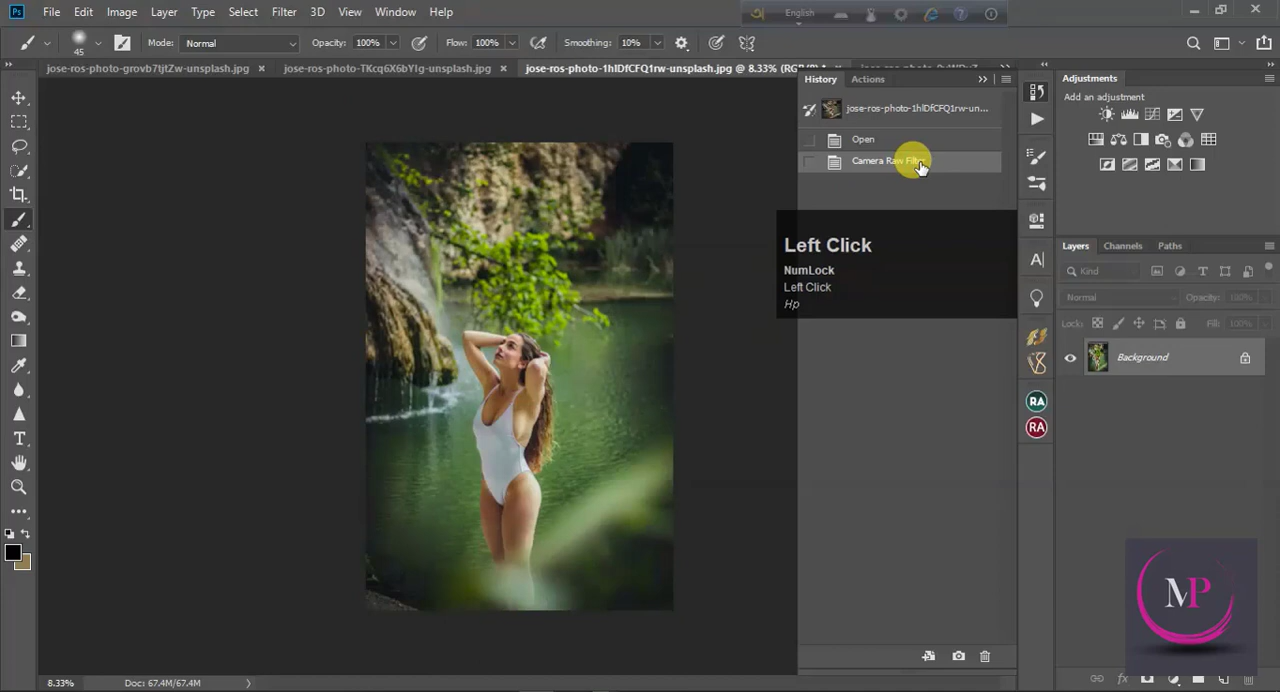 Ps File Edit Image Layer Type Select Filter 3D View Window Help
English
45 Mode: Normal Opacity: 100% Flow: 100% Smoothing: 10%
jose-ros-photo-grovb7tjtZw-unsplash.jpg × jose-ros-photo-TKcq6X6bYIg-unsplash.jpg × jose-ros-photo-1hlDfCFQ1rw-unsplash.jpg @ 8.33%
History Actions
jose-ros-photo-1hlDfCFQ1rw-un...
Open
Camera Raw Filter
Left Click
NumLock
Left Click
Hp
Adjustments
Add an adjustment
Layers Channels Paths
Kind
Normal Opacity: 100%
Lock: Fill: 100%
Background
RA
RA
MP
8.33% Doc: 67.4M/67.4M